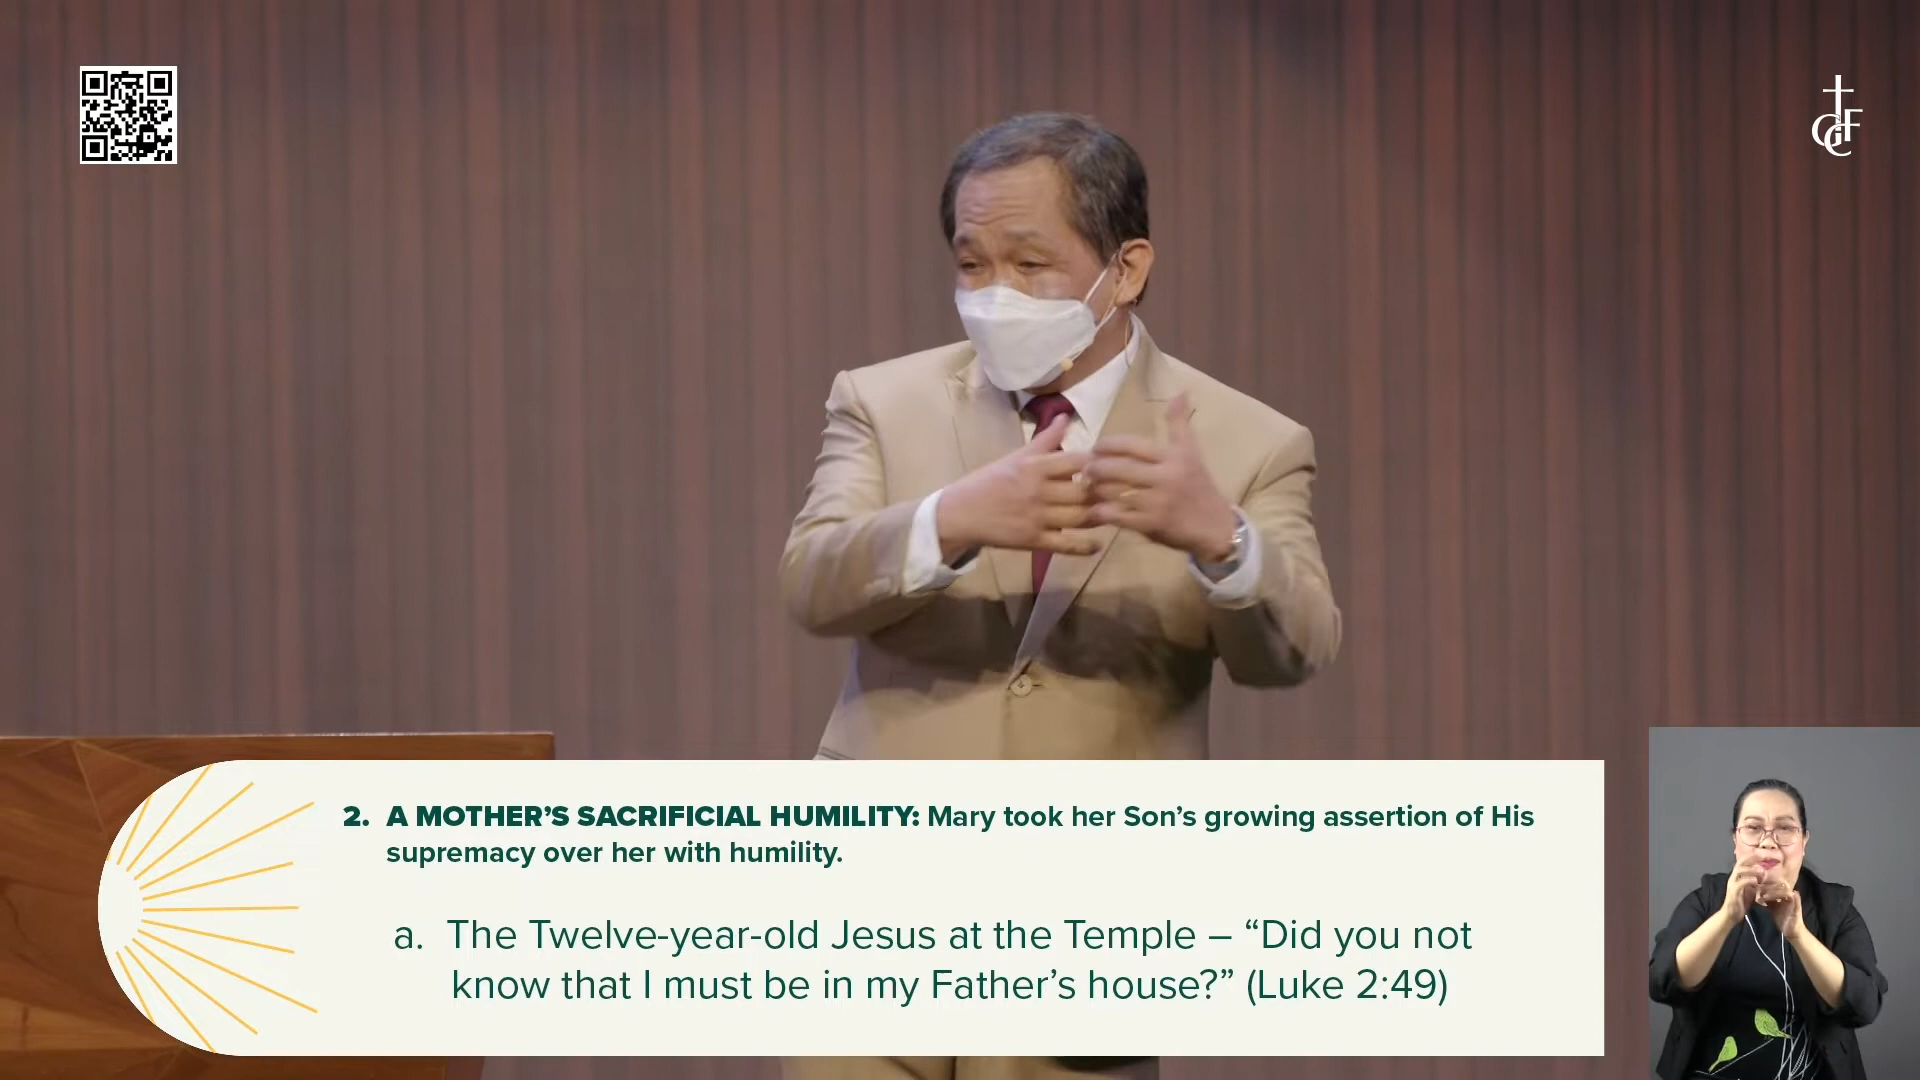 GCF
2. A MOTHER’S SACRIFICIAL HUMILITY: Mary took her Son’s growing assertion of His
supremacy over her with humility.
a. The Twelve-year-old Jesus at the Temple – “Did you not
know that I must be in my Father’s house?” (Luke 2:49)